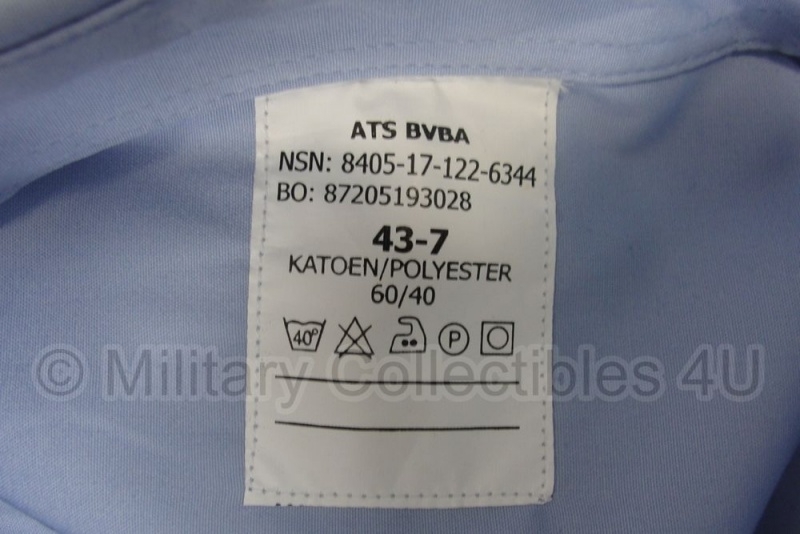 ATS BVBA
NSN: 8405-17-122-6344
BO: 87205193028
43-7
KATOEN/POLYESTER
60/40
40° P
© Military Collectibles 4U